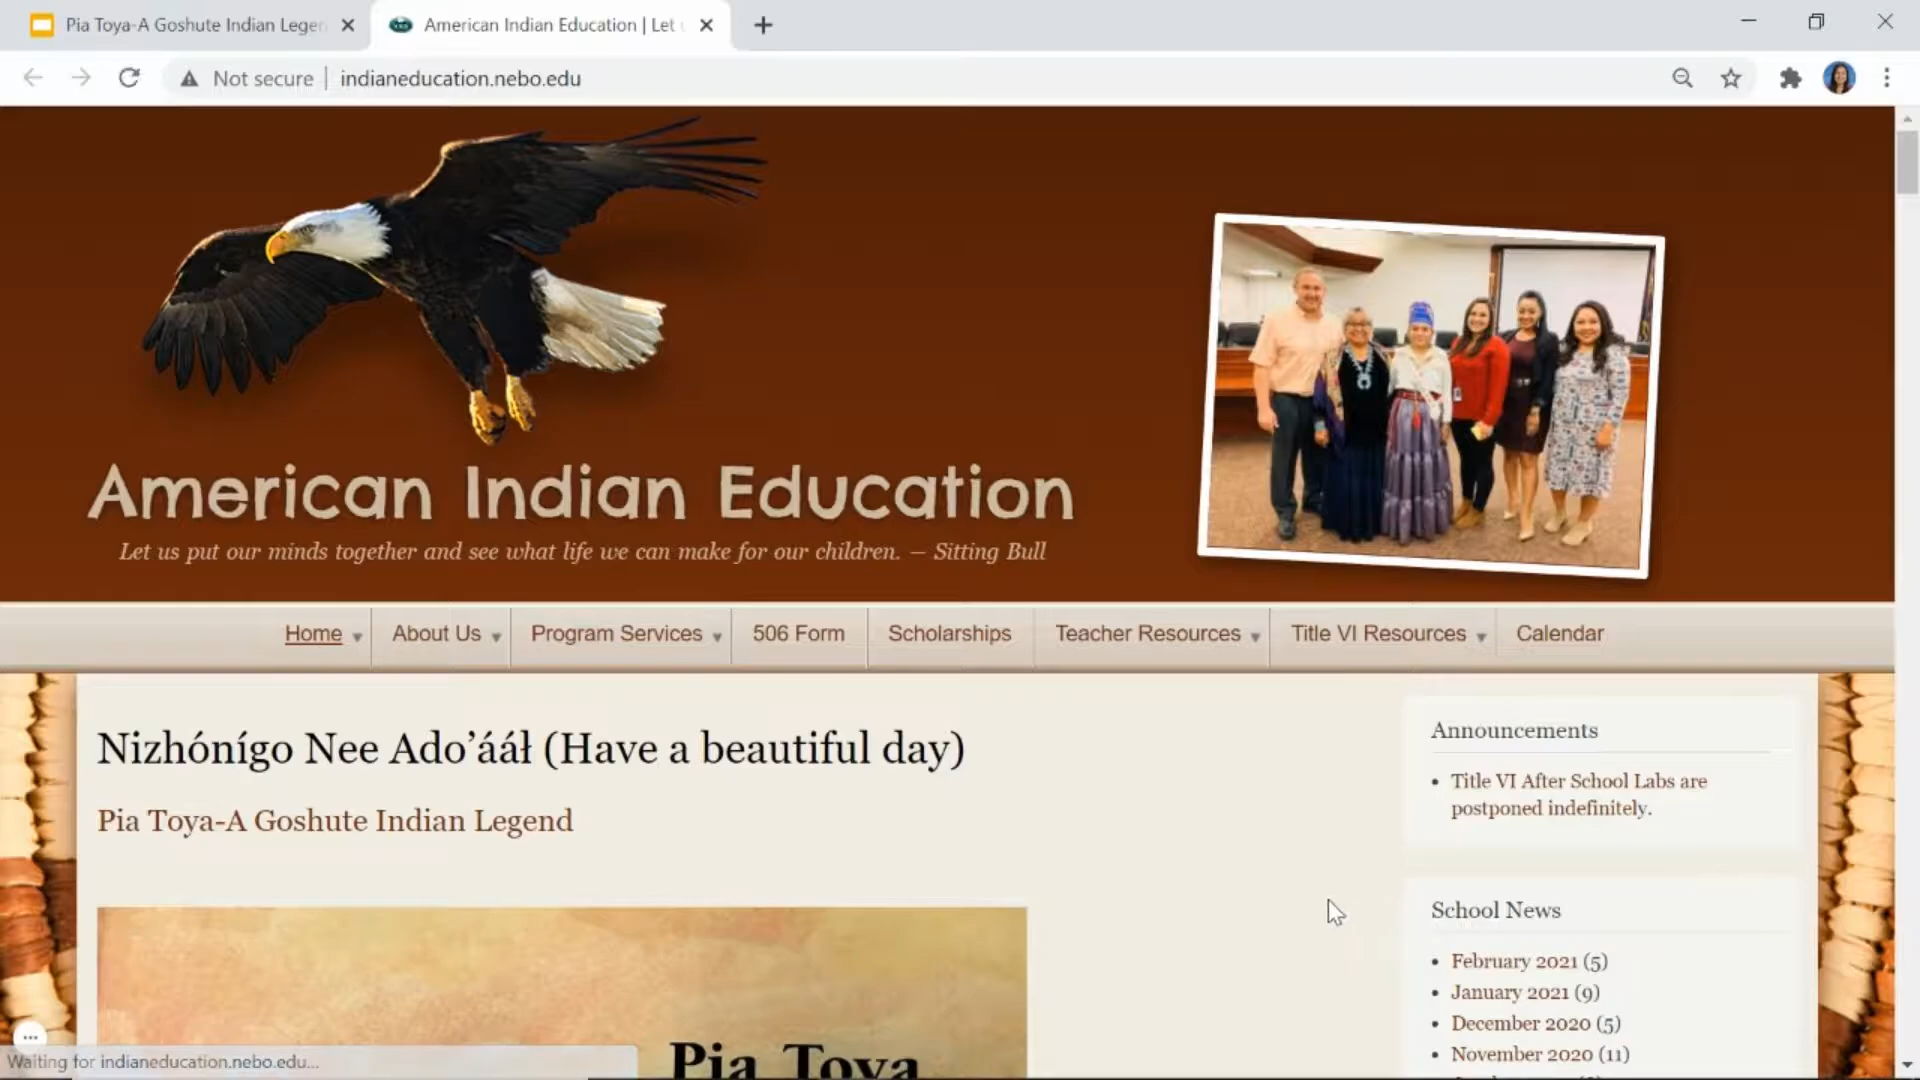 Pia Toya-A Goshute Indian Legen
American Indian Education | Let
Not secure
indianeducation.nebo.edu
American Indian Education
Let us put our minds together and see what life we can make for our children. — Sitting Bull
Home
About Us
Program Services
506 Form
Scholarships
Teacher Resources
Title VI Resources
Calendar
Nizhónígo Nee Ado’ááł (Have a beautiful day)
Pia Toya-A Goshute Indian Legend
Pia Toya
Announcements
• Title VI After School Labs are
postponed indefinitely.
School News
• February 2021 (5)
• January 2021 (9)
• December 2020 (5)
• November 2020 (11)
Waiting for indianeducation.nebo.edu...